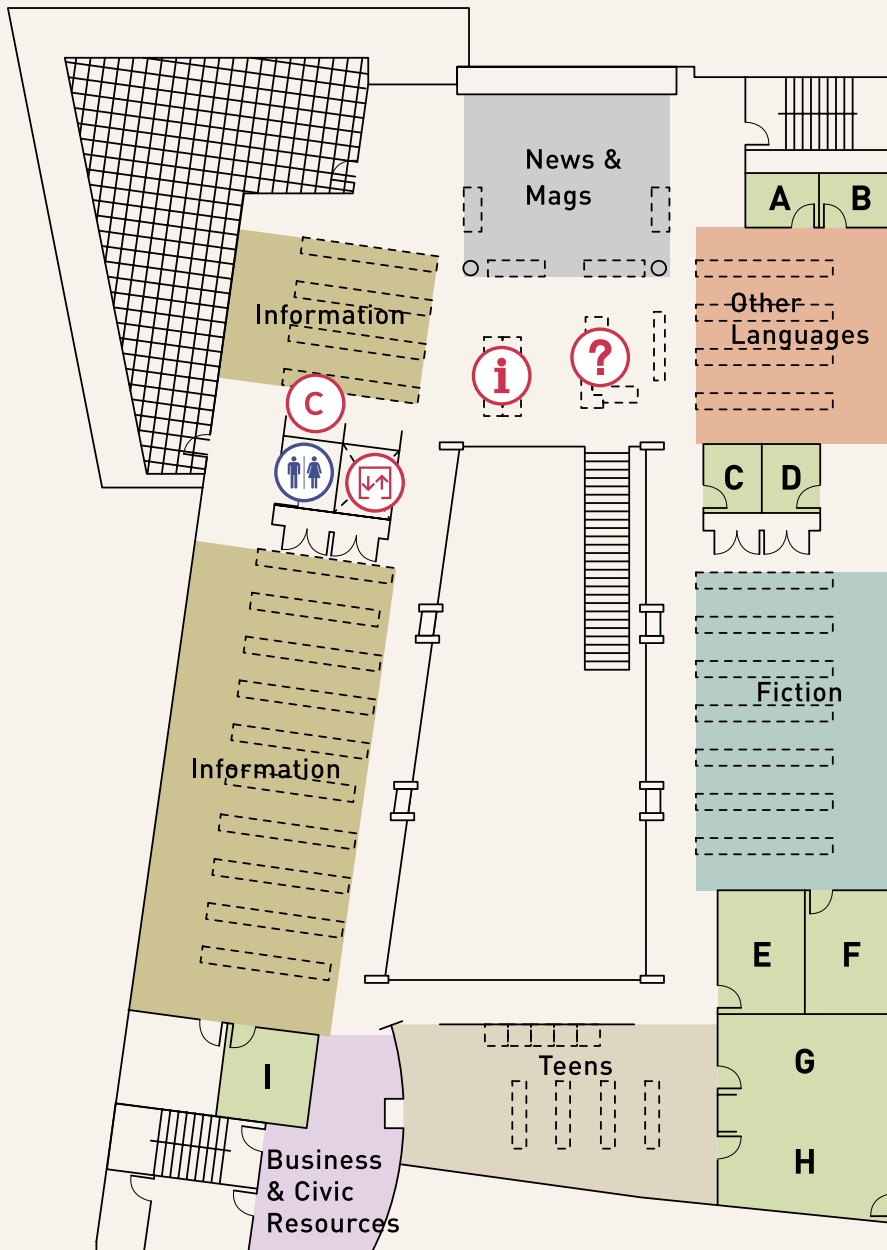 News &
Mags
A
B
Information
Other
Languages
i
?
C
C
D
Fiction
Information
E
F
G
H
I
Teens
Business
& Civic
Resources